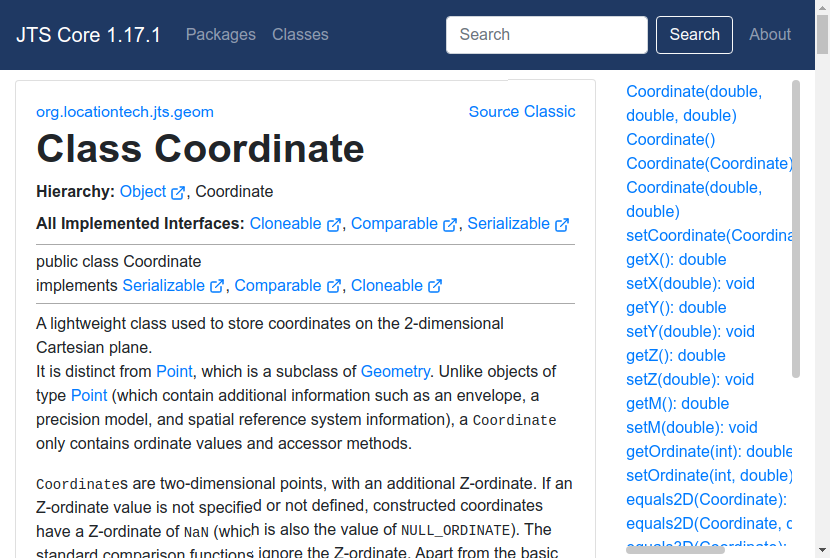 JTS Core 1.17.1 Packages Classes Search Search About
org.locationtech.jts.geom Source Classic
Class Coordinate
Hierarchy: Object, Coordinate
All Implemented Interfaces: Cloneable, Comparable, Serializable
public class Coordinate
implements Serializable, Comparable, Cloneable
A lightweight class used to store coordinates on the 2-dimensional
Cartesian plane.
It is distinct from Point, which is a subclass of Geometry. Unlike objects of
type Point (which contain additional information such as an envelope, a
precision model, and spatial reference system information), a Coordinate
only contains ordinate values and accessor methods.
Coordinates are two-dimensional points, with an additional Z-ordinate. If an
Z-ordinate value is not specified or not defined, constructed coordinates
have a Z-ordinate of NaN (which is also the value of NULL_ORDINATE). The
standard comparison functions ignore the Z-ordinate. Apart from the basic
Coordinate(double,
double, double)
Coordinate()
Coordinate(Coordinate)
Coordinate(double,
double)
setCoordinate(Coordina
getX(): double
setX(double): void
getY(): double
setY(double): void
getZ(): double
setZ(double): void
getM(): double
setM(double): void
getOrdinate(int): double
setOrdinate(int, double)
equals2D(Coordinate):
equals2D(Coordinate, d
equals3D(Coordinate):